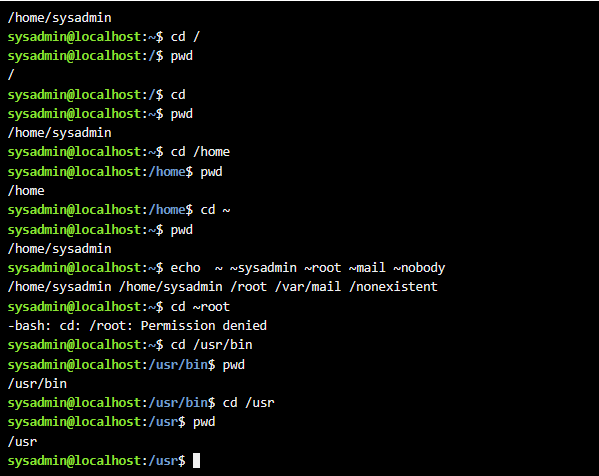 /home/sysadmin
sysadmin@localhost:~$ cd /
sysadmin@localhost:/$ pwd
/
sysadmin@localhost:/$ cd
sysadmin@localhost:~$ pwd
/home/sysadmin
sysadmin@localhost:~$ cd /home
sysadmin@localhost:/home$ pwd
/home
sysadmin@localhost:/home$ cd ~
sysadmin@localhost:~$ pwd
/home/sysadmin
sysadmin@localhost:~$ echo  ~ ~sysadmin ~root ~mail ~nobody
/home/sysadmin /home/sysadmin /root /var/mail /nonexistent
sysadmin@localhost:~$ cd ~root
-bash: cd: /root: Permission denied
sysadmin@localhost:~$ cd /usr/bin
sysadmin@localhost:/usr/bin$ pwd
/usr/bin
sysadmin@localhost:/usr/bin$ cd /usr
sysadmin@localhost:/usr$ pwd
/usr
sysadmin@localhost:/usr$